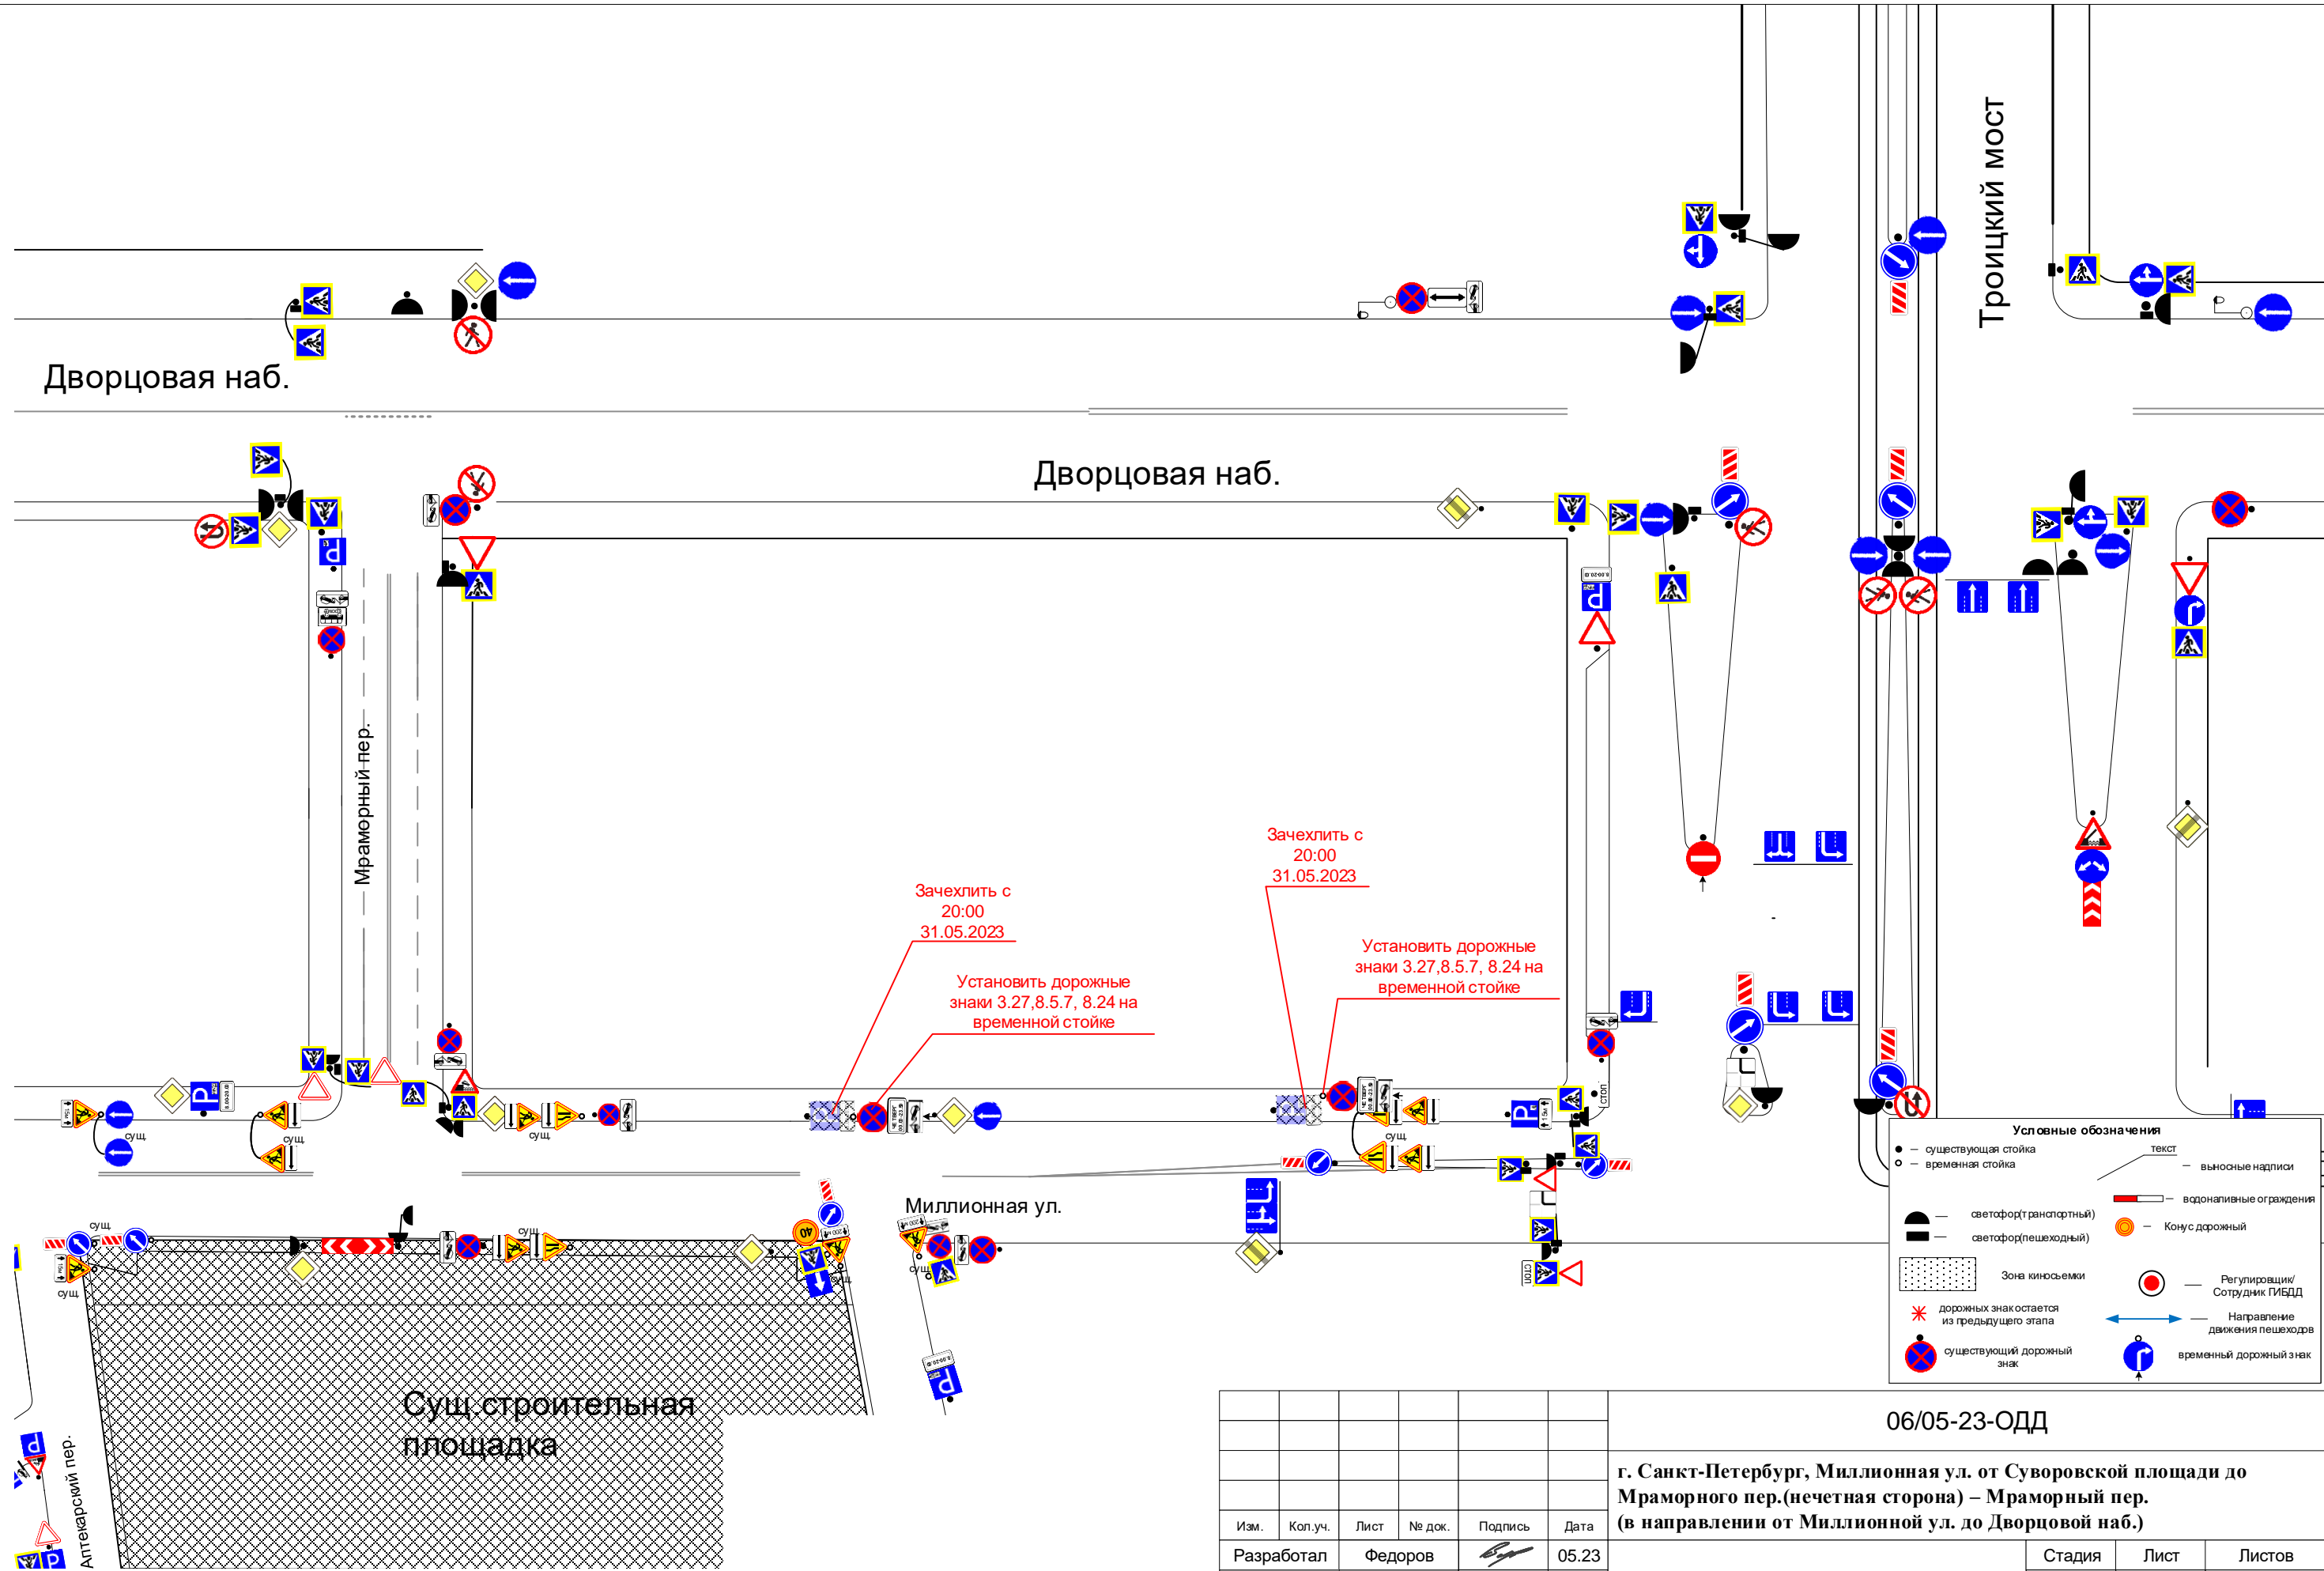 Троицкий мост
Дворцовая наб.
Дворцовая наб.
Мраморный пер.
Зачехлить с
20:00
31.05.2023
Зачехлить с
20:00
31.05.2023
Установить дорожные
знаки 3.27,8.5.7, 8.24 на
временной стойке
Установить дорожные
знаки 3.27,8.5.7, 8.24 на
временной стойке
сущ.
сущ.
сущ.
сущ.
стоп
Миллионная ул.
сущ.
сущ.
сущ.
сущ.
сущ.
40
стоп
Сущ.строительная
площадка
Аптекарский пер.
Условные обозначения
существующая стойка
временная стойка
текст
выносные надписи
водоналивные ограждения
светофор(транспортный)
Конус дорожный
светофор(пешеходный)
Зона киносьемки
Регулировщик/
Сотрудник ГИБДД
дорожных знак остается
из предыдущего этапа
Направление
движения пешеходов
существующий дорожный
знак
временный дорожный знак
06/05-23-ОДД
г. Санкт-Петербург, Миллионная ул. от Суворовской площади до
Мраморного пер.(нечетная сторона) – Мраморный пер.
(в направлении от Миллионной ул. до Дворцовой наб.)
Изм. Кол.уч. Лист № док. Подпись Дата
Разработал Федоров 05.23
Стадия Лист Листов